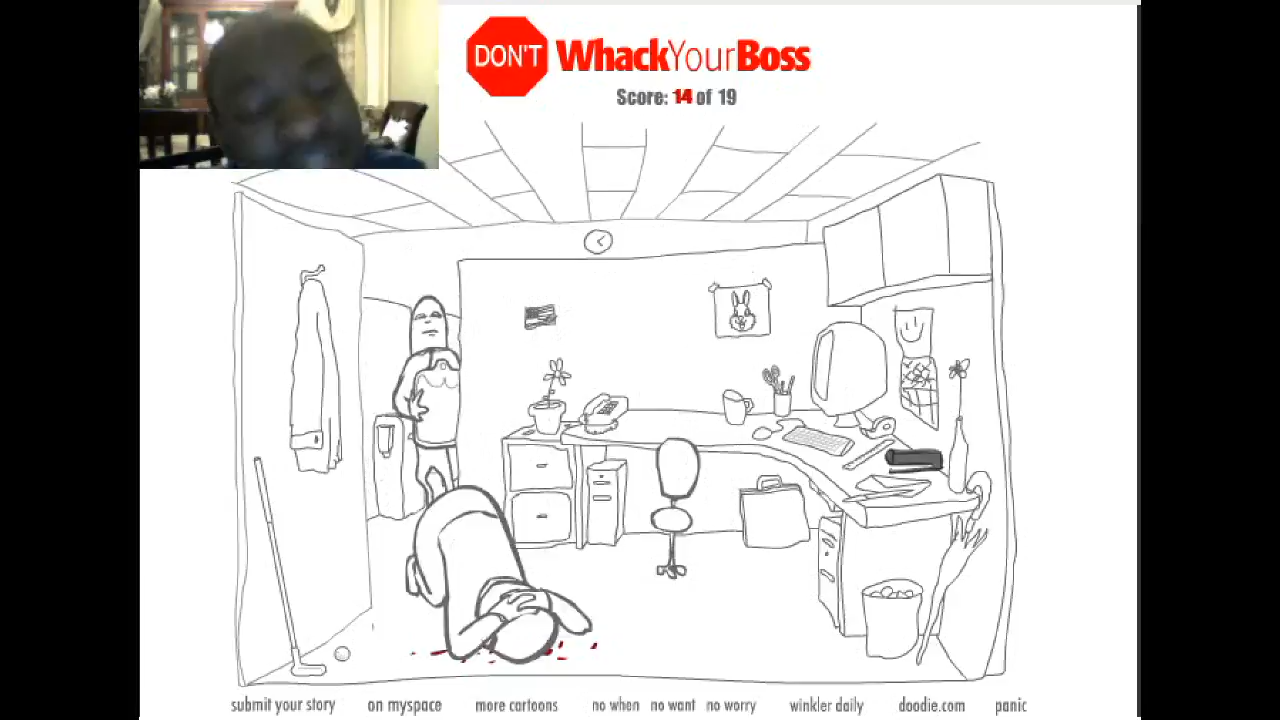 DON'T WhackYourBoss
Score: 14 of 19
submit your story on myspace more cartoons no when no want no worry winkler daily doodie.com panic